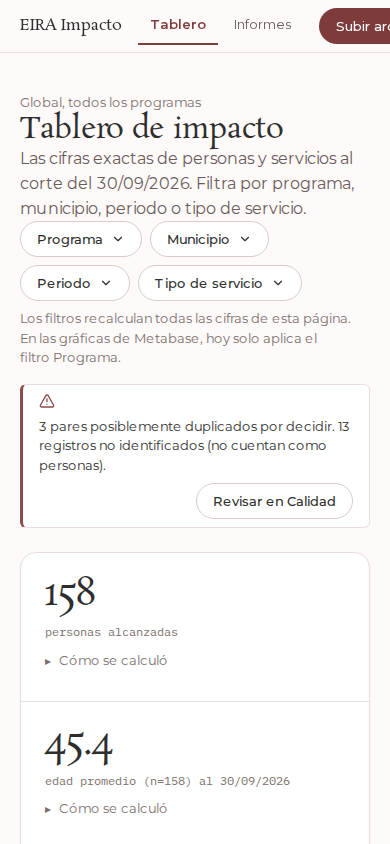 EIRA Impacto
Tablero
Informes
Global, todos los programas
Tablero de impacto
Las cifras exactas de personas y servicios al
corte del 30/09/2026. Filtra por programa,
municipio, periodo o tipo de servicio.
Programa
Municipio
Periodo
Tipo de servicio
Los filtros recalculan todas las cifras de esta página.
En las gráficas de Metabase, hoy solo aplica el
filtro Programa.
3 pares posiblemente duplicados por decidir. 13
registros no identificados (no cuentan como
personas).
Revisar en Calidad
158
personas alcanzadas
▸ Cómo se calculó
45.4
edad promedio (n=158) al 30/09/2026
▸ Cómo se calculó